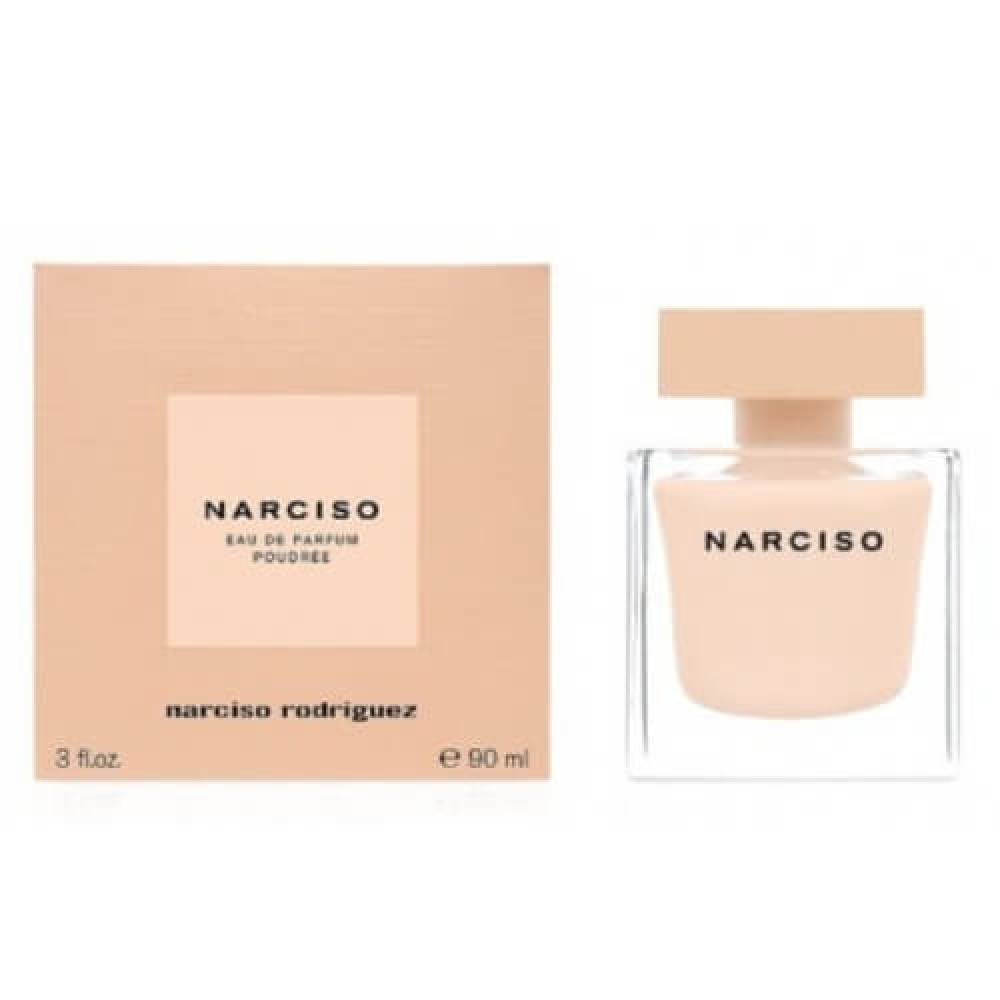 NARCISO
EAU DE PARFUM
POUDRÉE
narciso rodriguez
3 fl.oz.
℮ 90 ml
NARCISO